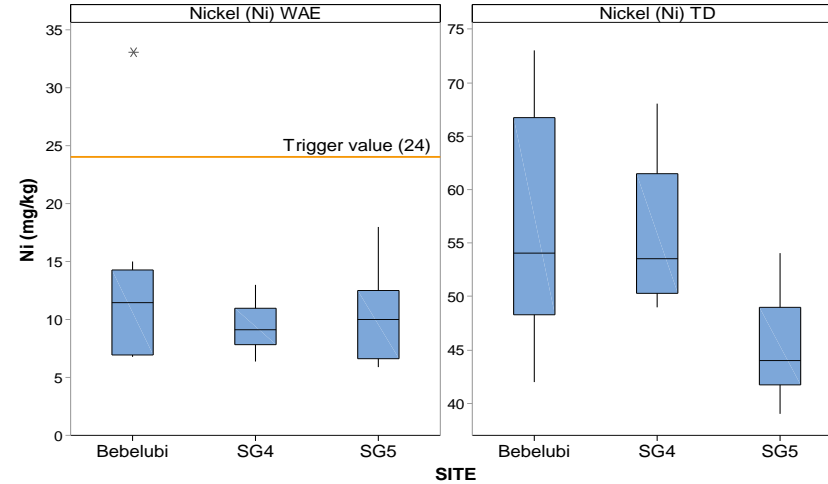 Nickel (Ni) WAE
Nickel (Ni) TD
Ni (mg/kg)
35
30
25
20
15
10
5
0
Trigger value (24)
75
70
65
60
55
50
45
40
Bebelubi SG4 SG5
Bebelubi SG4 SG5
SITE